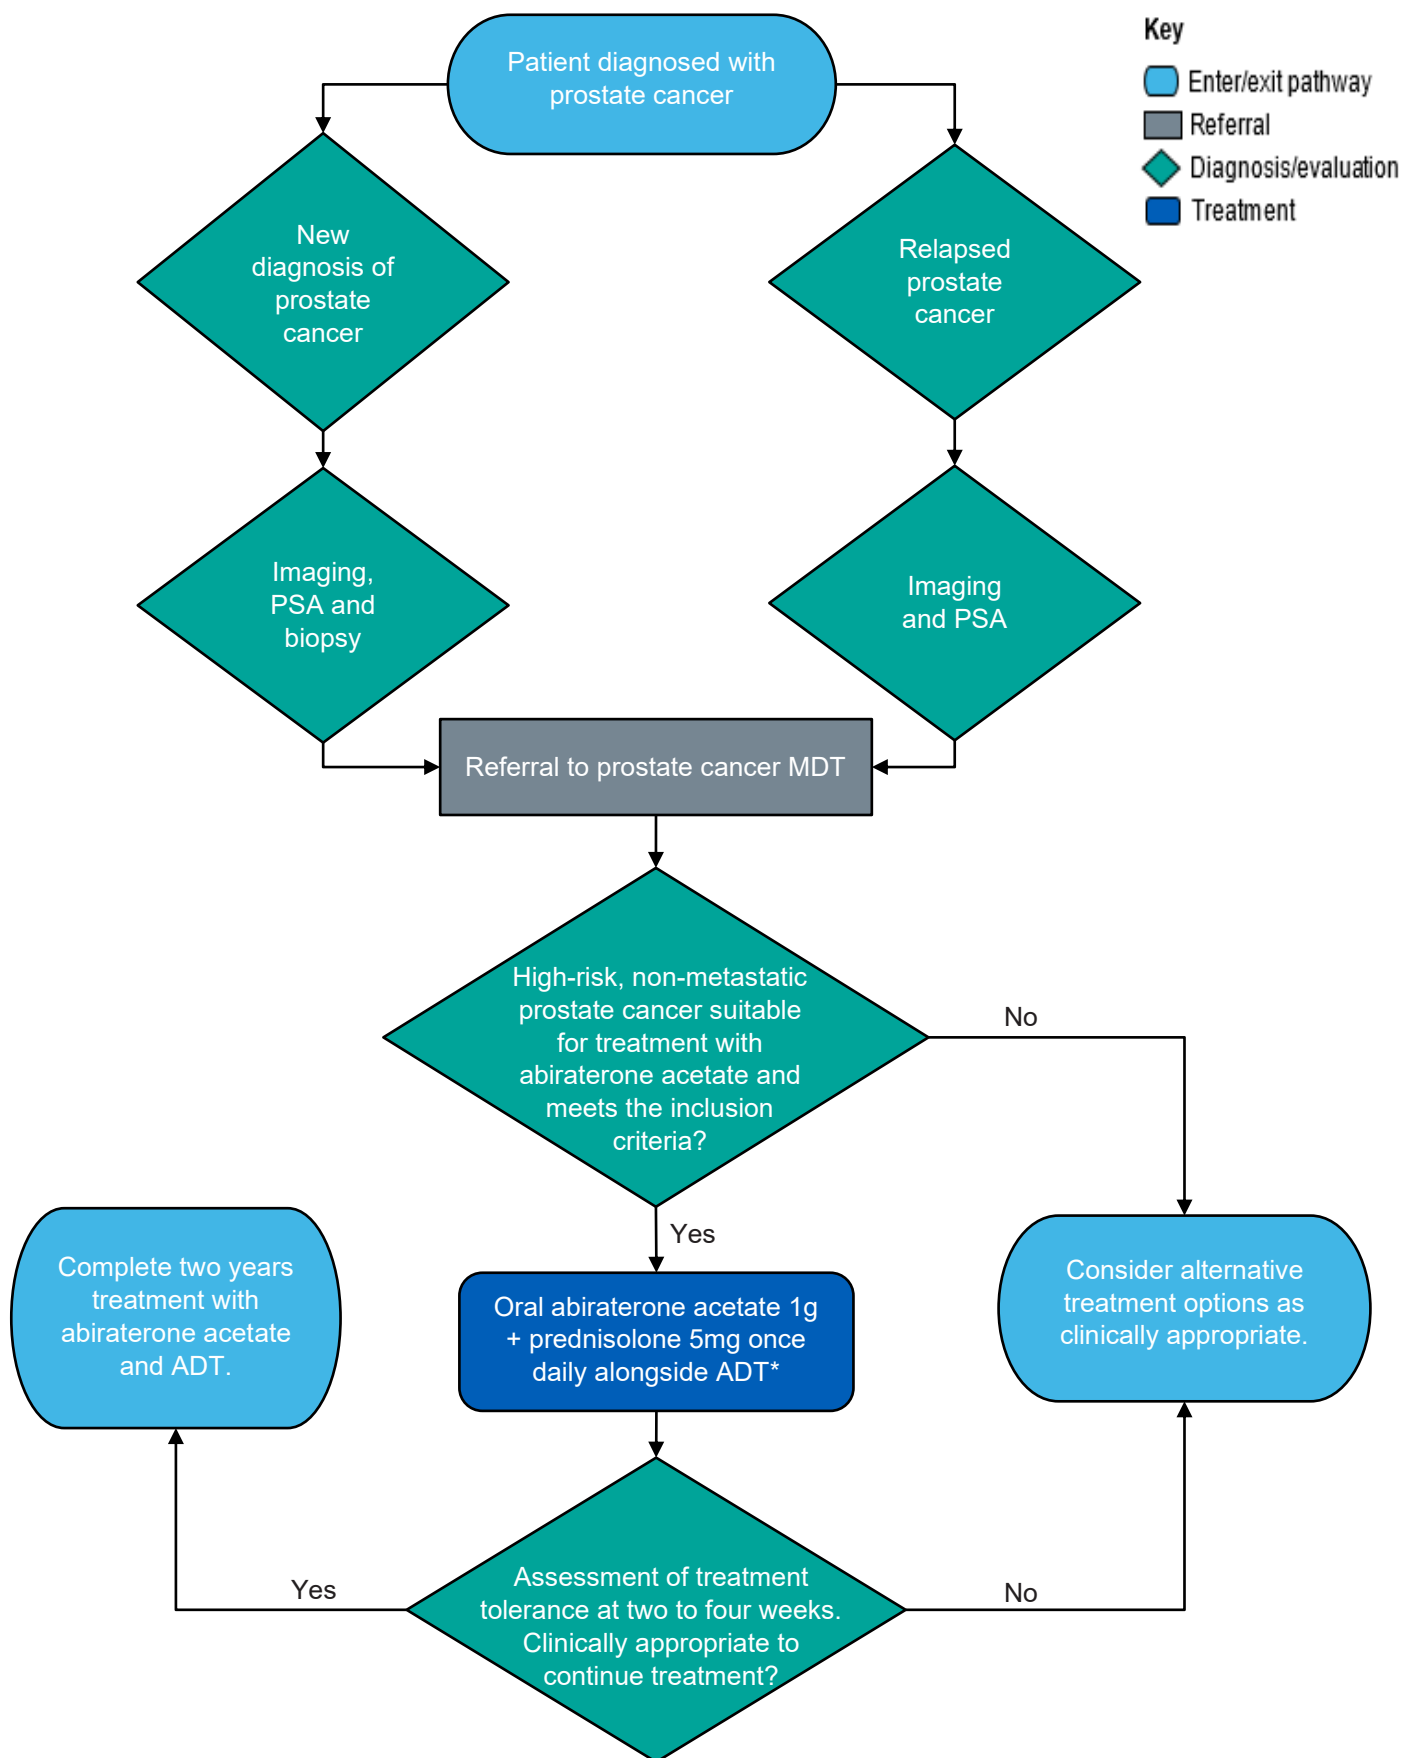 Patient diagnosed with
prostate cancer
Key
Enter/exit pathway
Referral
Diagnosis/evaluation
Treatment
New
diagnosis of
prostate
cancer
Relapsed
prostate
cancer
Imaging,
PSA and
biopsy
Imaging
and PSA
Referral to prostate cancer MDT
High-risk, non-metastatic
prostate cancer suitable
for treatment with
abiraterone acetate and
meets the inclusion
criteria?
No
Yes
Complete two years
treatment with
abiraterone acetate
and ADT.
Oral abiraterone acetate 1g
+ prednisolone 5mg once
daily alongside ADT*
Consider alternative
treatment options as
clinically appropriate.
Yes
Assessment of treatment
tolerance at two to four weeks.
Clinically appropriate to
continue treatment?
No